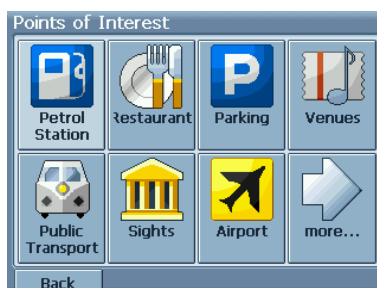 Points of Interest
Petrol
Station
Restaurant
P
Parking
Venues
Public
Transport
Sights
Airport
more...
Back